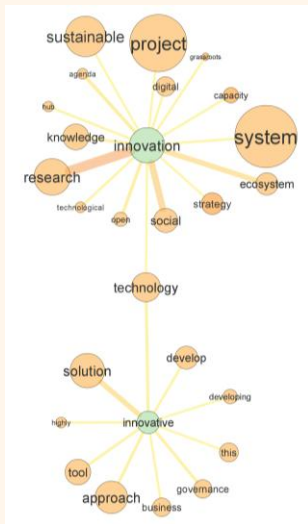 sustainable
project
grassroots
agenda
digital
hub
capacity
knowledge
innovation
system
research
ecosystem
technological
open
social
strategy
technology
develop
solution
developing
highly
innovative
this
tool
governance
approach
business